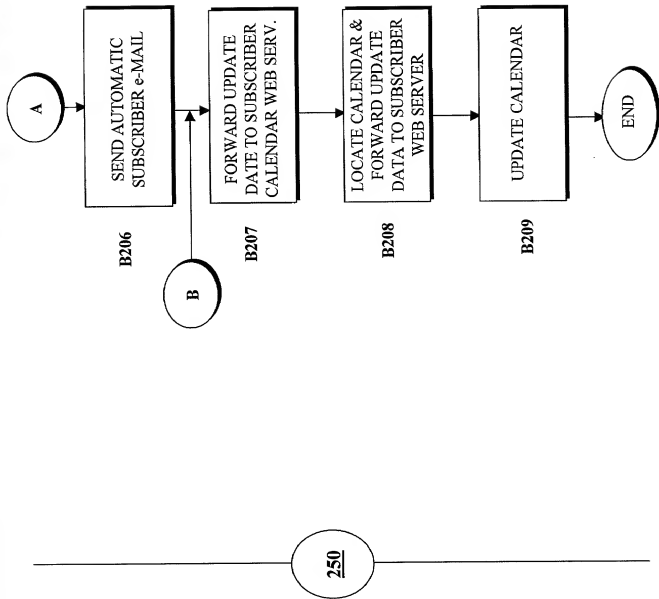 A
SEND AUTOMATIC
SUBSCRIBER e-MAIL
B206
B
FORWARD UPDATE
DATE TO SUBSCRIBER
CALENDAR WEB SERV.
B207
LOCATE CALENDAR &
FORWARD UPDATE
DATA TO SUBSCRIBER
WEB SERVER
B208
UPDATE CALENDAR
B209
END
250